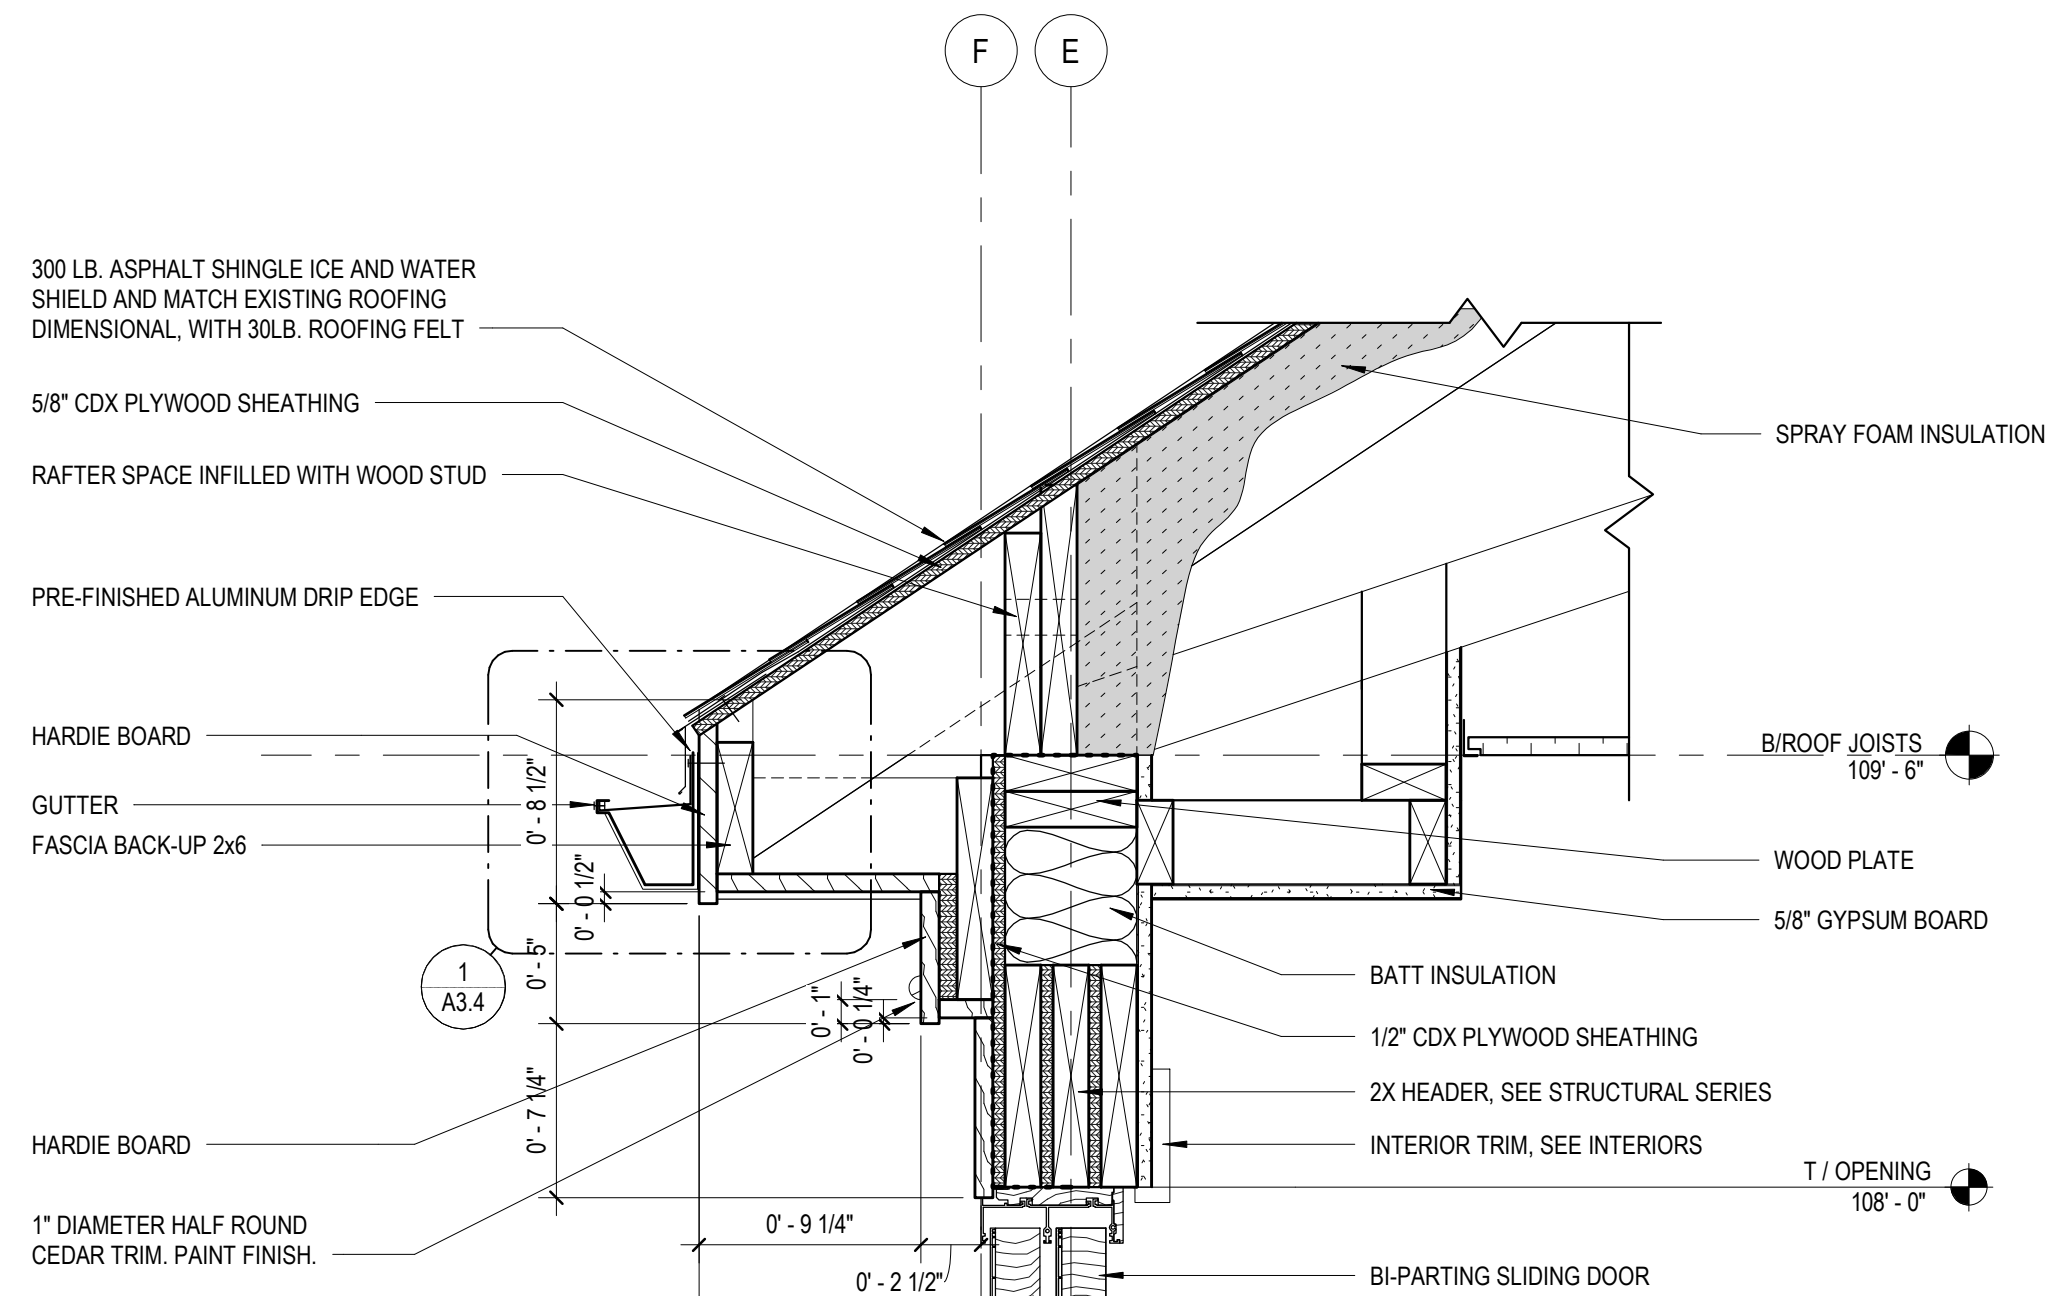 F
E
300 LB. ASPHALT SHINGLE ICE AND WATER
SHIELD AND MATCH EXISTING ROOFING
DIMENSIONAL, WITH 30LB. ROOFING FELT
5/8" CDX PLYWOOD SHEATHING
RAFTER SPACE INFILLED WITH WOOD STUD
PRE-FINISHED ALUMINUM DRIP EDGE
HARDIE BOARD
GUTTER
FASCIA BACK-UP 2x6
1
A3.4
HARDIE BOARD
1" DIAMETER HALF ROUND
CEDAR TRIM. PAINT FINISH.
0' - 8 1/2"
0' - 0 1/2"
0' - 5"
0' - 1"
0' - 0 1/4"
0' - 7 1/4"
0' - 9 1/4"
0' - 2 1/2"
SPRAY FOAM INSULATION
B/ROOF JOISTS
109' - 6"
WOOD PLATE
5/8" GYPSUM BOARD
BATT INSULATION
1/2" CDX PLYWOOD SHEATHING
2X HEADER, SEE STRUCTURAL SERIES
INTERIOR TRIM, SEE INTERIORS
T / OPENING
108' - 0"
BI-PARTING SLIDING DOOR